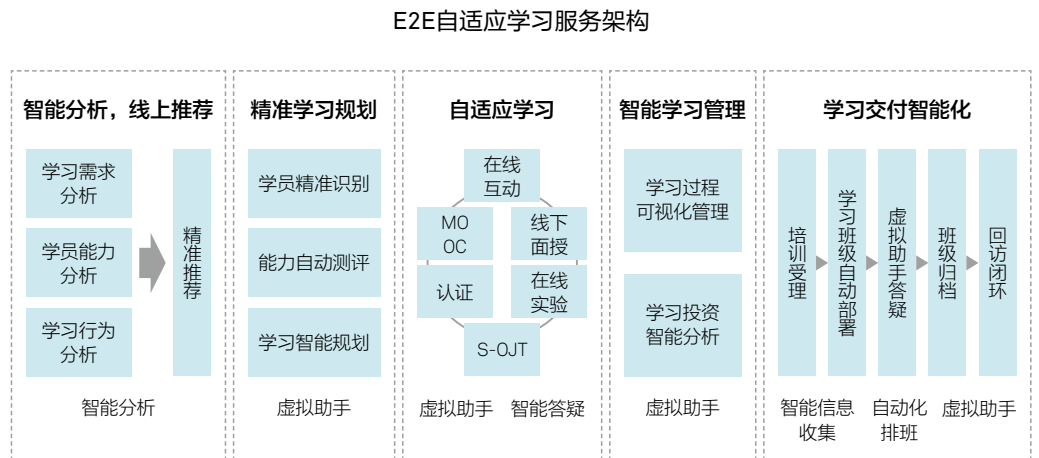 E2E自适应学习服务架构
智能分析，线上推荐
学习需求
分析
学员能力
分析
学习行为
分析
精准推荐
智能分析
精准学习规划
学员精准识别
能力自动测评
学习智能规划
虚拟助手
自适应学习
在线
互动
MO
OC
线下
面授
认证
在线
实验
S-OJT
虚拟助手
智能答疑
智能学习管理
学习过程
可视化管理
学习投资
智能分析
虚拟助手
学习交付智能化
培训受理
学习班级自动部署
虚拟助手答疑
班级归档
回访闭环
智能信息
收集
自动化
排班
虚拟助手